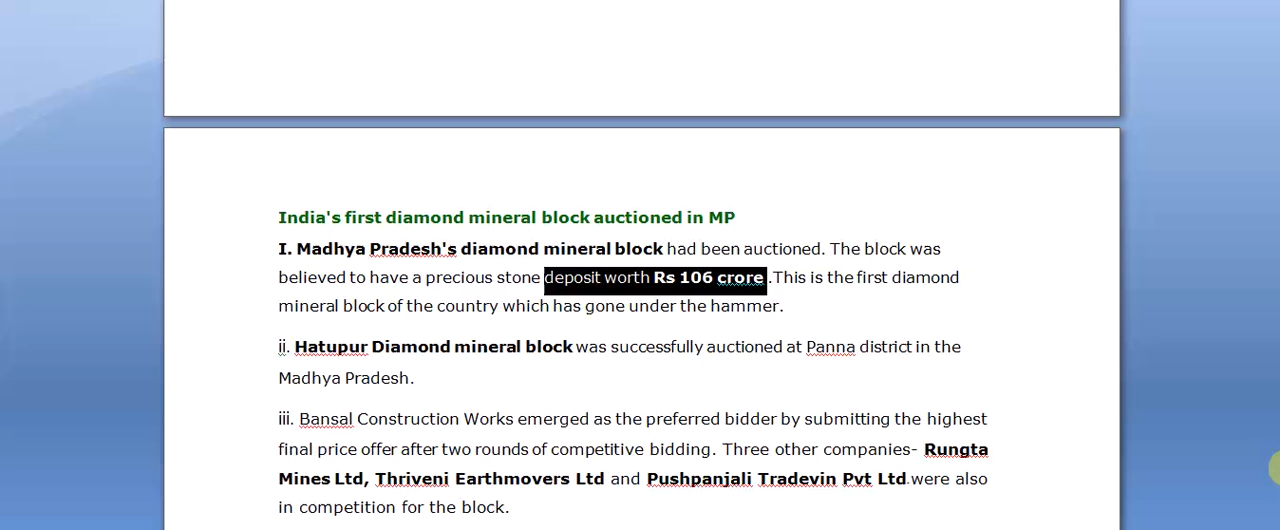 India's first diamond mineral block auctioned in MP
I. Madhya Pradesh's diamond mineral block had been auctioned. The block was
believed to have a precious stone deposit worth Rs 106 crore .This is the first diamond
mineral block of the country which has gone under the hammer.
ii. Hatupur Diamond mineral block was successfully auctioned at Panna district in the
Madhya Pradesh.
iii. Bansal Construction Works emerged as the preferred bidder by submitting the highest
final price offer after two rounds of competitive bidding. Three other companies- Rungta
Mines Ltd, Thriveni Earthmovers Ltd and Pushpanjali Tradevin Pvt Ltd were also
in competition for the block.